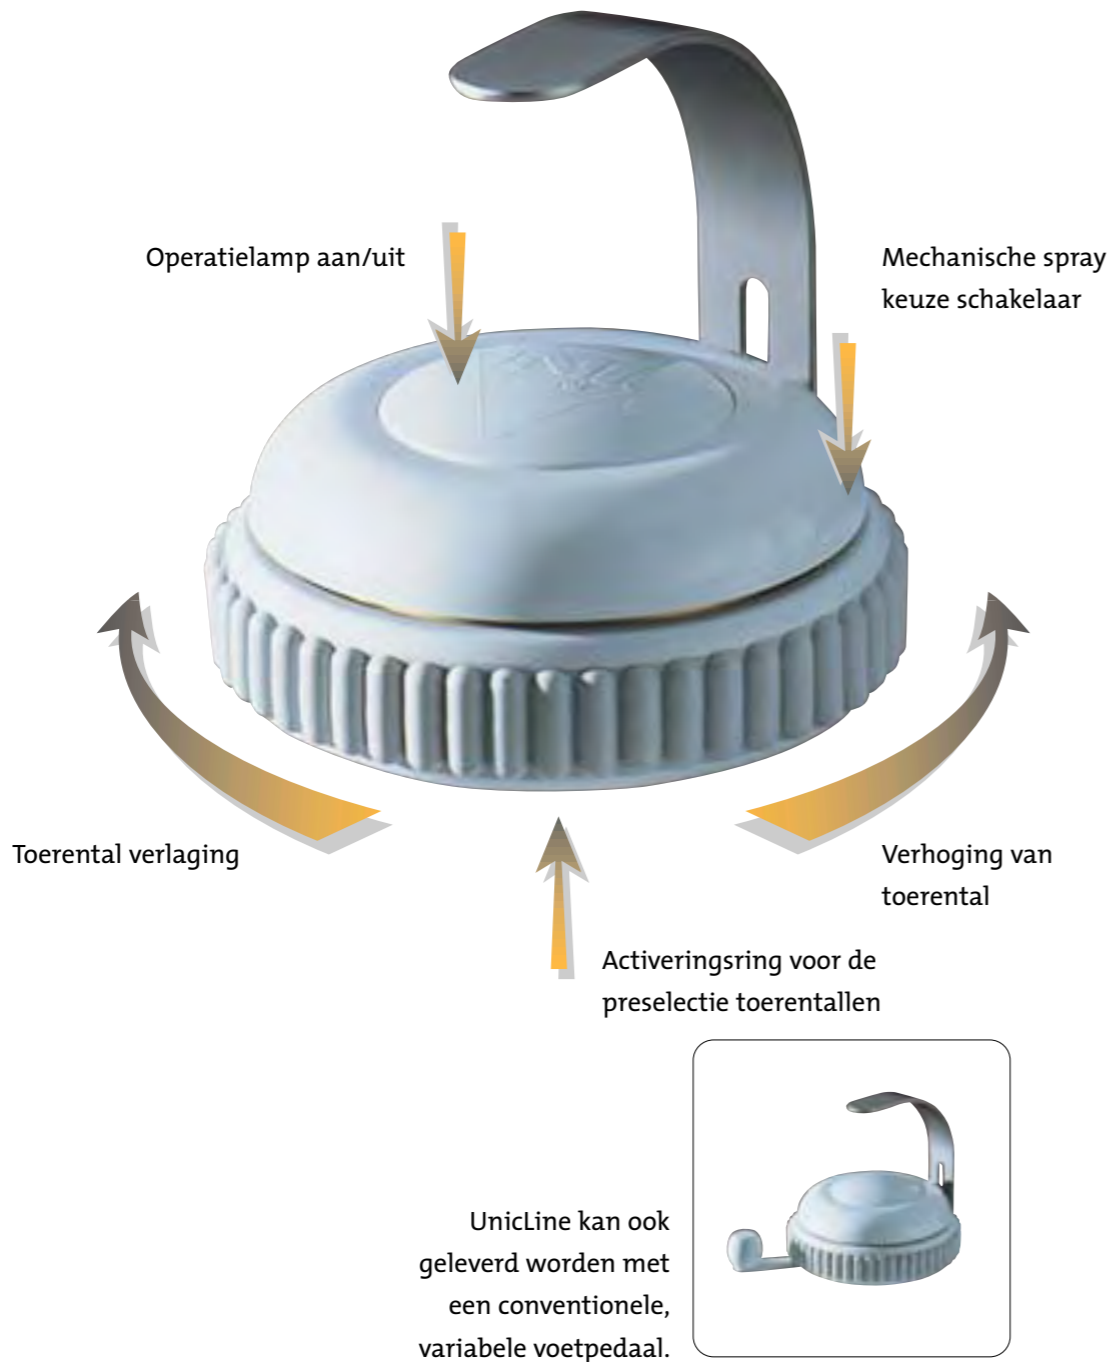 Operatielamp aan/uit
Mechanische spray
keuze schakelaar
Toerental verlaging
Verhoging van
toerental
Activeringsring voor de
preselectie toerentallen
UnicLine kan ook
geleverd worden met
een conventionele,
variabele voetpedaal.